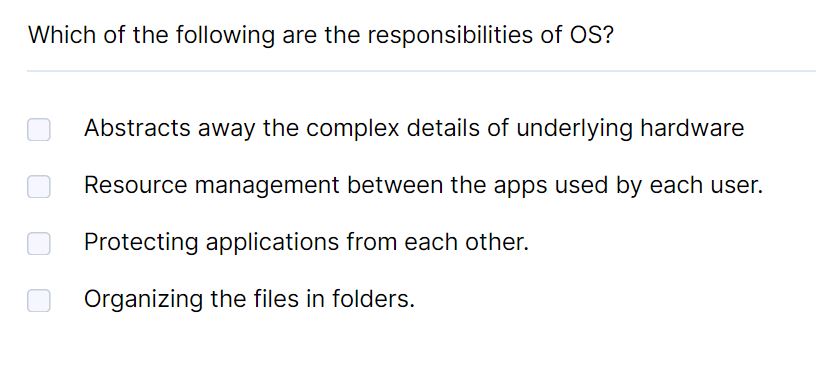 Which of the following are the responsibilities of OS?
Abstracts away the complex details of underlying hardware
Resource management between the apps used by each user.
Protecting applications from each other.
Organizing the files in folders.